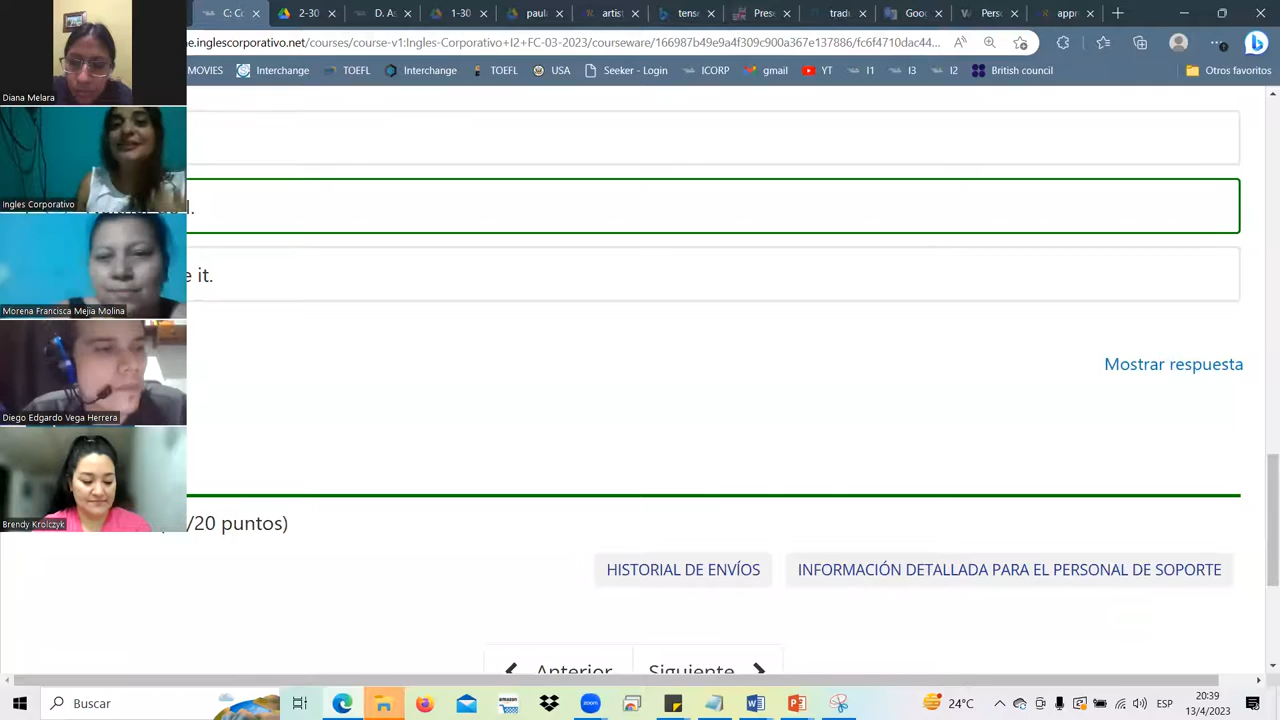 C: C
2-30
D. A
1-30
paul
artis
tens
Pre
trad
Goo
Pers
appr
e.inglescorporativo.net/courses/course-v1:Ingles-Corporativo+I2+FC-03-2023/courseware/166987b49e9a4f309c900a367e137886/fc6f4710dac44...
MOVIES
Interchange
TOEFL
Interchange
TOEFL
USA
Seeker - Login
ICORP
gmail
YT
I1
I3
I2
British council
Otros favoritos
Diana Melara
Ingles Corporativo
Morena Francisca Mejia Molina
e it.
Mostrar respuesta
Diego Edgardo Vega Herrera
Brendy Krolczyk
/20 puntos)
HISTORIAL DE ENVÍOS
INFORMACIÓN DETALLADA PARA EL PERSONAL DE SOPORTE
Anterior
Siguiente
Buscar
24°C
ESP
20:59
13/4/2023